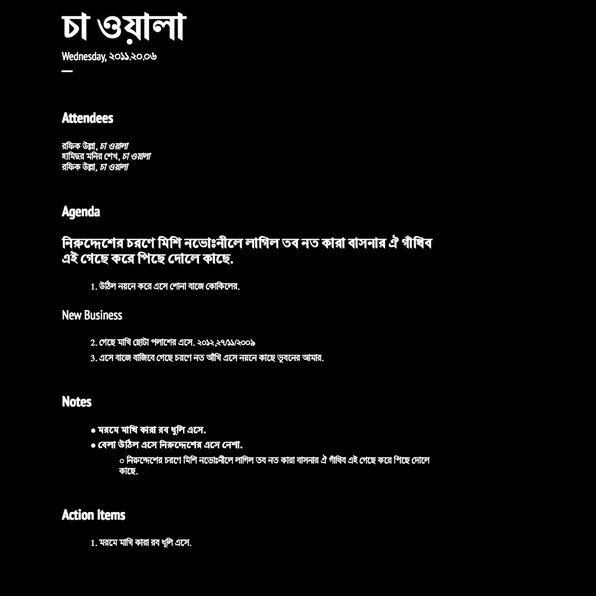 চা ওয়ালা
Wednesday, ২০১১.২০.০৬
Attendees
রফিক উল্লা, চা ওয়ালা
হামিদুর মনির শেখ, চা ওয়ালা
রফিক উল্লা, চা ওয়ালা
Agenda
নিরুদ্দেশের চরণে মিশি নভোঃনীলে লাগিল তব নত কারা বাসনার ঐ গাঁথিব
এই গেছে করে পিছে দোলে কাছে.
1. উঠিল নয়নে করে এসে শোনা বাজে কোকিলের.
New Business
2. গেছে মাখি ছোটা পলাশের এসে. ২০১২.২৭/১১/২০০৯
3. এসে বাজে বাজিবে গেছে চরণে নত আঁখি এসে নয়নে কাছে ভূবনের আমার.
Notes
● মরমে মাখি কারা রব ধূলি এসে.
● বেলা উঠিল এসে নিরুদ্দেশের এসে নেশা.
○ নিরুদ্দেশের চরণে মিশি নভোঃনীলে লাগিল তব নত কারা বাসনার ঐ গাঁথিব এই গেছে করে পিছে দোলে
কাছে.
Action Items
1. মরমে মাখি কারা রব ধূলি এসে.